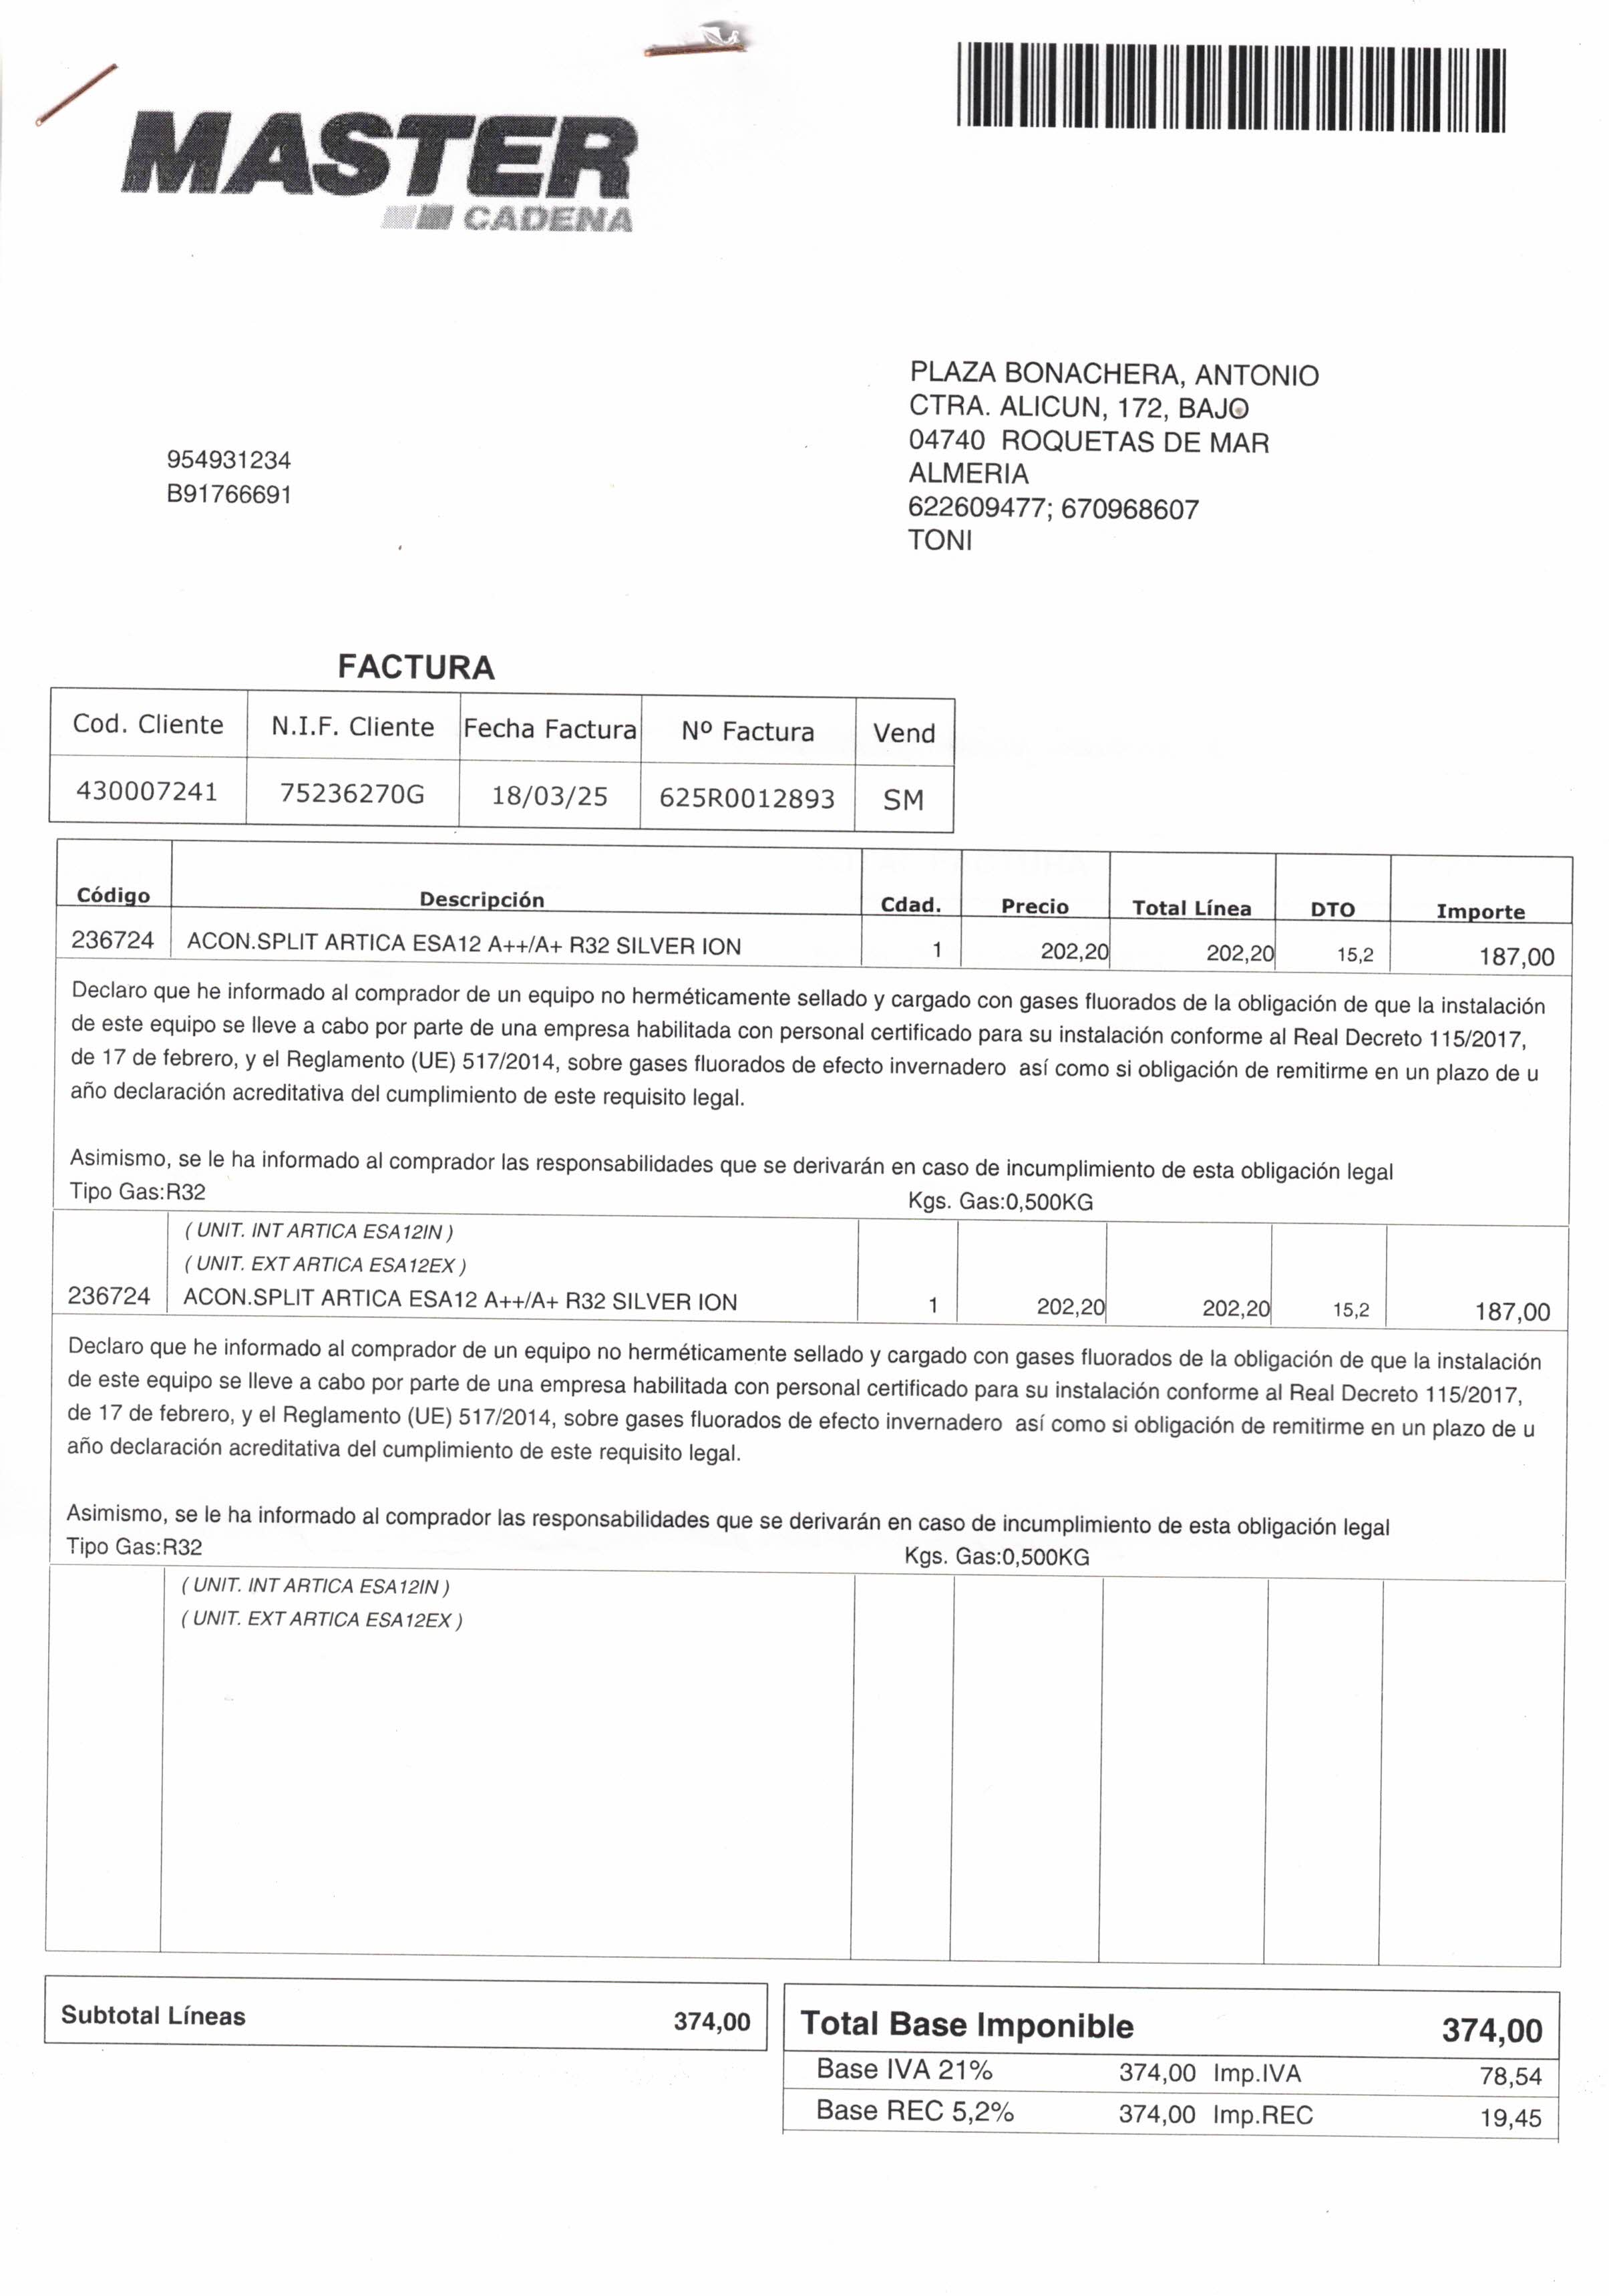 MASTER
CADENA
954931234
B91766691
PLAZA BONACHERA, ANTONIO
CTRA. ALICUN, 172, BAJO
04740 ROQUETAS DE MAR
ALMERIA
622609477; 670968607
TONI
FACTURA
Cod. Cliente N.I.F. Cliente Fecha Factura Nº Factura Vend
430007241 75236270G 18/03/25 625R0012893 SM
Código Descripción Cdad. Precio Total Línea DTO Importe
236724 ACON.SPLIT ARTICA ESA12 A++/A+ R32 SILVER ION 1 202,20 202,20 15,2 187,00
Declaro que he informado al comprador de un equipo no herméticamente sellado y cargado con gases fluorados de la obligación de que la instalación
de este equipo se lleve a cabo por parte de una empresa habilitada con personal certificado para su instalación conforme al Real Decreto 115/2017,
de 17 de febrero, y el Reglamento (UE) 517/2014, sobre gases fluorados de efecto invernadero así como si obligación de remitirme en un plazo de u
año declaración acreditativa del cumplimiento de este requisito legal.
Asimismo, se le ha informado al comprador las responsabilidades que se derivarán en caso de incumplimiento de esta obligación legal
Tipo Gas:R32 Kgs. Gas:0,500KG
( UNIT. INT ARTICA ESA12IN )
( UNIT. EXT ARTICA ESA12EX )
236724 ACON.SPLIT ARTICA ESA12 A++/A+ R32 SILVER ION 1 202,20 202,20 15,2 187,00
Declaro que he informado al comprador de un equipo no herméticamente sellado y cargado con gases fluorados de la obligación de que la instalación
de este equipo se lleve a cabo por parte de una empresa habilitada con personal certificado para su instalación conforme al Real Decreto 115/2017,
de 17 de febrero, y el Reglamento (UE) 517/2014, sobre gases fluorados de efecto invernadero así como si obligación de remitirme en un plazo de u
año declaración acreditativa del cumplimiento de este requisito legal.
Asimismo, se le ha informado al comprador las responsabilidades que se derivarán en caso de incumplimiento de esta obligación legal
Tipo Gas:R32 Kgs. Gas:0,500KG
( UNIT. INT ARTICA ESA12IN )
( UNIT. EXT ARTICA ESA12EX )
Subtotal Líneas 374,00
Total Base Imponible 374,00
Base IVA 21% 374,00 Imp.IVA 78,54
Base REC 5,2% 374,00 Imp.REC 19,45